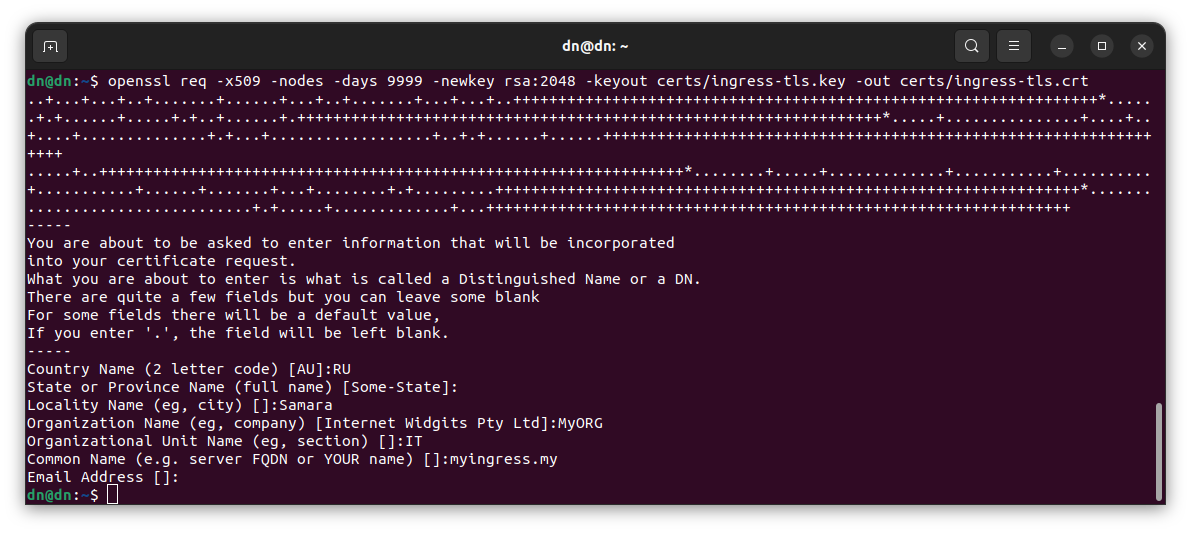 dn@dn: ~
dn@dn:~$ openssl req -x509 -nodes -days 9999 -newkey rsa:2048 -keyout certs/ingress-tls.key -out certs/ingress-tls.crt
..+...+...+..+.......+......+...+..+.......+...+...+..+++++++++++++++++++++++++++++++++++++++++++++++++++++++++++++++++*.....
.+.+......+.....+.+..+......+.+++++++++++++++++++++++++++++++++++++++++++++++++++++++++++++++++*.....+...............+....+..
+....+..............+.+...+..................+..+.+......+......+++++++++++++++++++++++++++++++++++++++++++++++++++++++++++++
++++
.....+..+++++++++++++++++++++++++++++++++++++++++++++++++++++++++++++++++*........+.....+.............+...........+..........
+...........+......+.......+...+........+.+.........+++++++++++++++++++++++++++++++++++++++++++++++++++++++++++++++++*.......
.........................+.+.....+.............+...+++++++++++++++++++++++++++++++++++++++++++++++++++++++++++++++++
-----
You are about to be asked to enter information that will be incorporated
into your certificate request.
What you are about to enter is what is called a Distinguished Name or a DN.
There are quite a few fields but you can leave some blank
For some fields there will be a default value,
If you enter '.', the field will be left blank.
-----
Country Name (2 letter code) [AU]:RU
State or Province Name (full name) [Some-State]:
Locality Name (eg, city) []:Samara
Organization Name (eg, company) [Internet Widgits Pty Ltd]:MyORG
Organizational Unit Name (eg, section) []:IT
Common Name (e.g. server FQDN or YOUR name) []:myingress.my
Email Address []:
dn@dn:~$